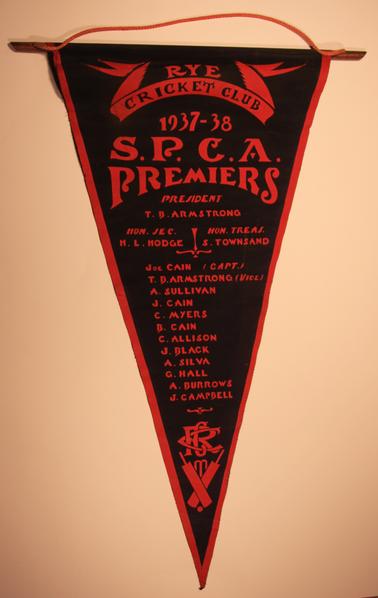 RYE
CRICKET CLUB
1937-38
S. P. C. A.
PREMIERS
PRESIDENT
T. B. ARMSTRONG
HON. SEC. HON. TREAS.
H. L. HODGE S. TOWNSAND
JOE CAIN (CAPT.)
T. B. ARMSTRONG (VICE)
A. SULLIVAN
J. CAIN
C. MYERS
B. CAIN
C. ALLISON
J. BLACK
A. SILVA
G. HALL
A. BURROWS
J. CAMPBELL
RCC